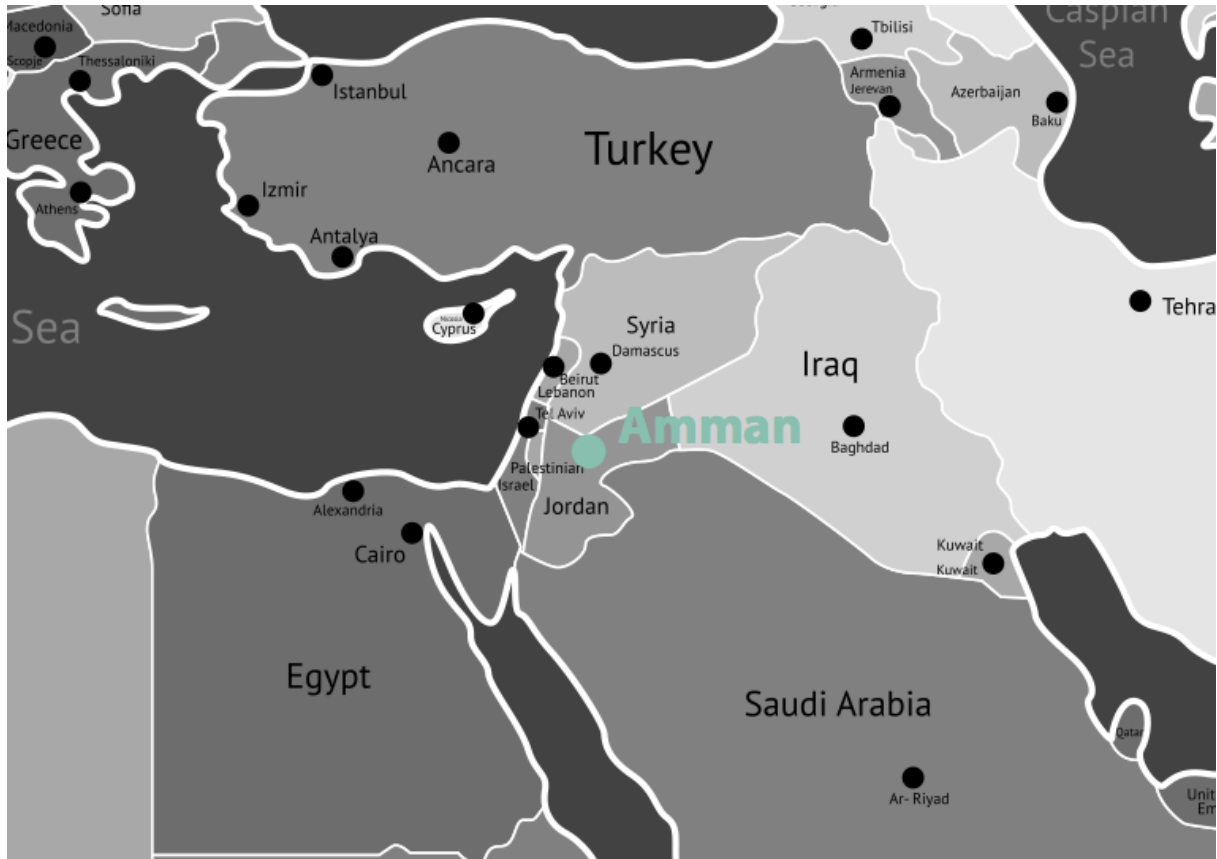 Sofia
Macedonia
Scopje
Thessaloniki
Greece
Athens
Istanbul
Ancara
Turkey
Izmir
Antalya
Tbilisi
Armenia
Jerevan
Azerbaijan
Baku
Caspian
Sea
Tehra
Sea
Nicosia
Cyprus
Syria
Damascus
Beirut
Lebanon
Iraq
Baghdad
Tel Aviv
Amman
Palestinian
Israel
Jordan
Alexandria
Cairo
Kuwait
Kuwait
Egypt
Saudi Arabia
Ar- Riyad
Qatar
Unit
Em